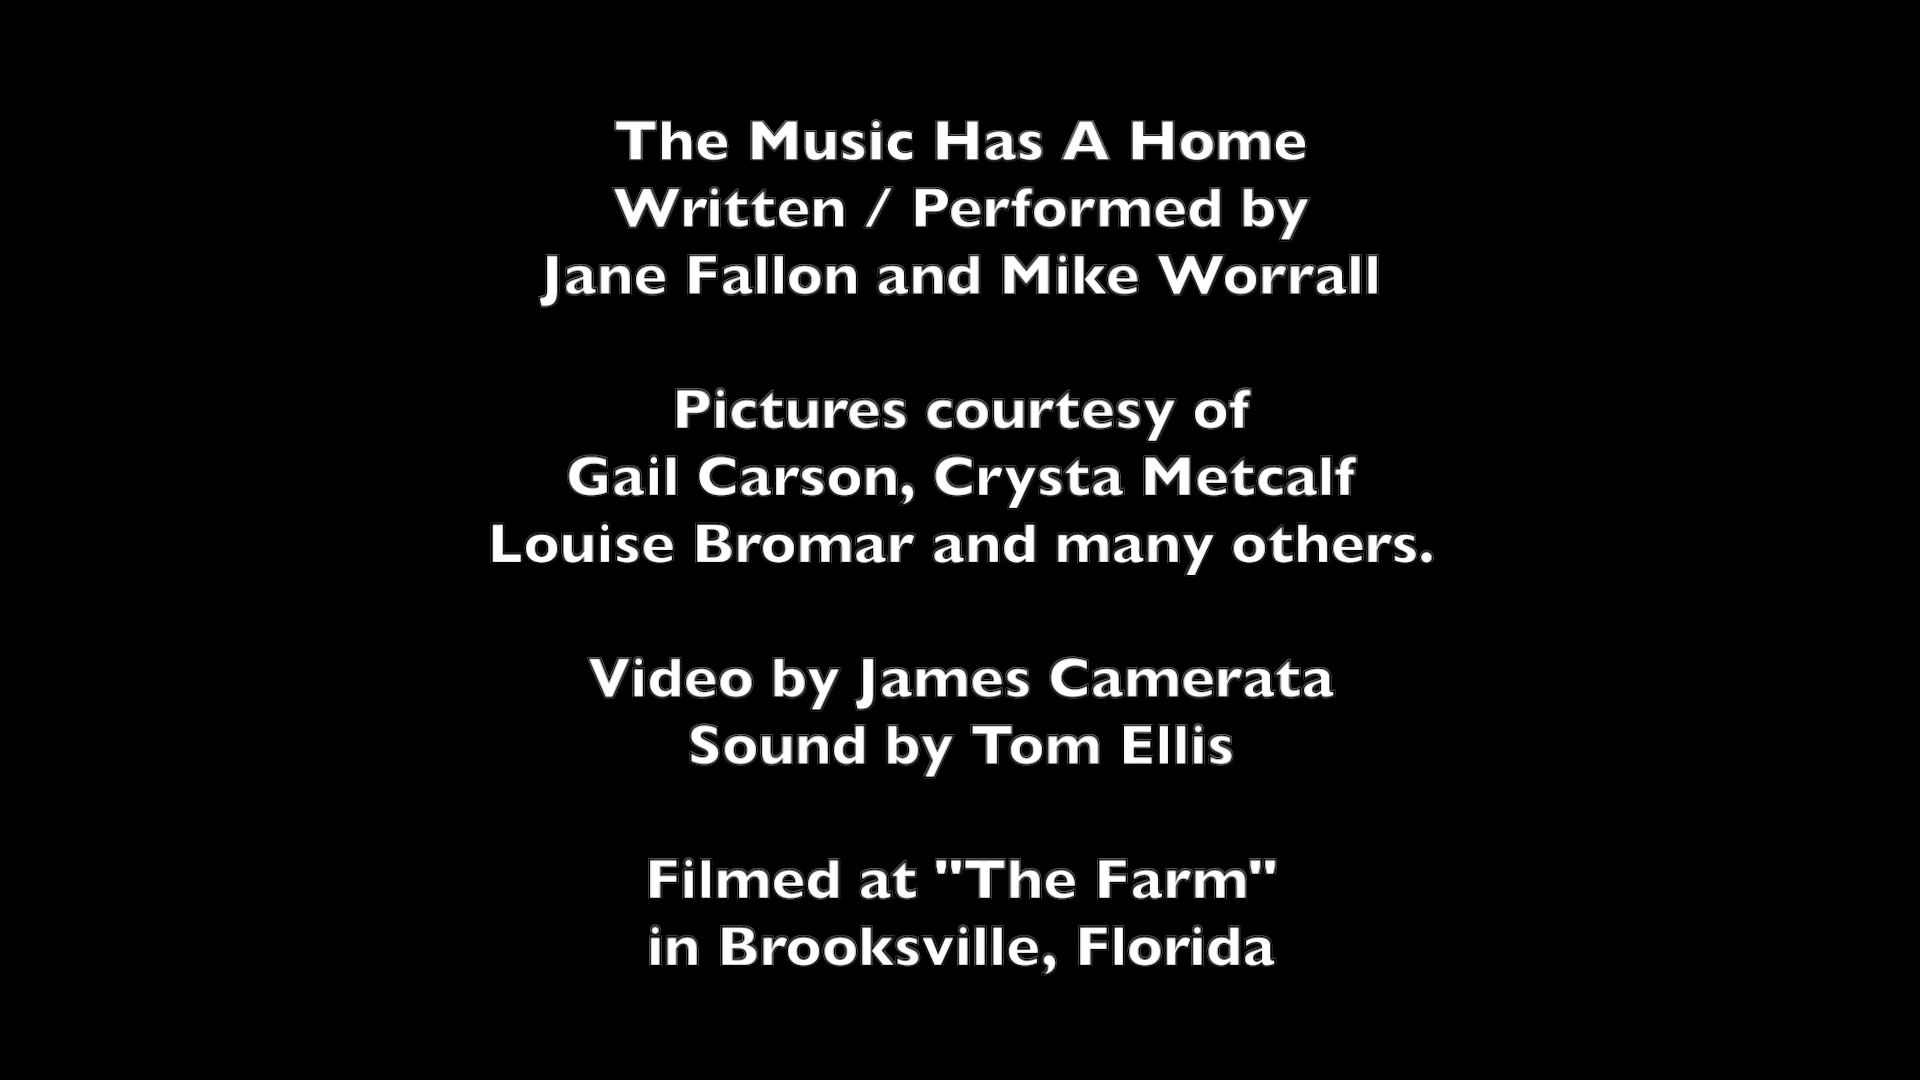 The Music Has A Home
Written / Performed by
Jane Fallon and Mike Worrall
Pictures courtesy of
Gail Carson, Crysta Metcalf
Louise Bromar and many others.
Video by James Camerata
Sound by Tom Ellis
Filmed at "The Farm"
in Brooksville, Florida